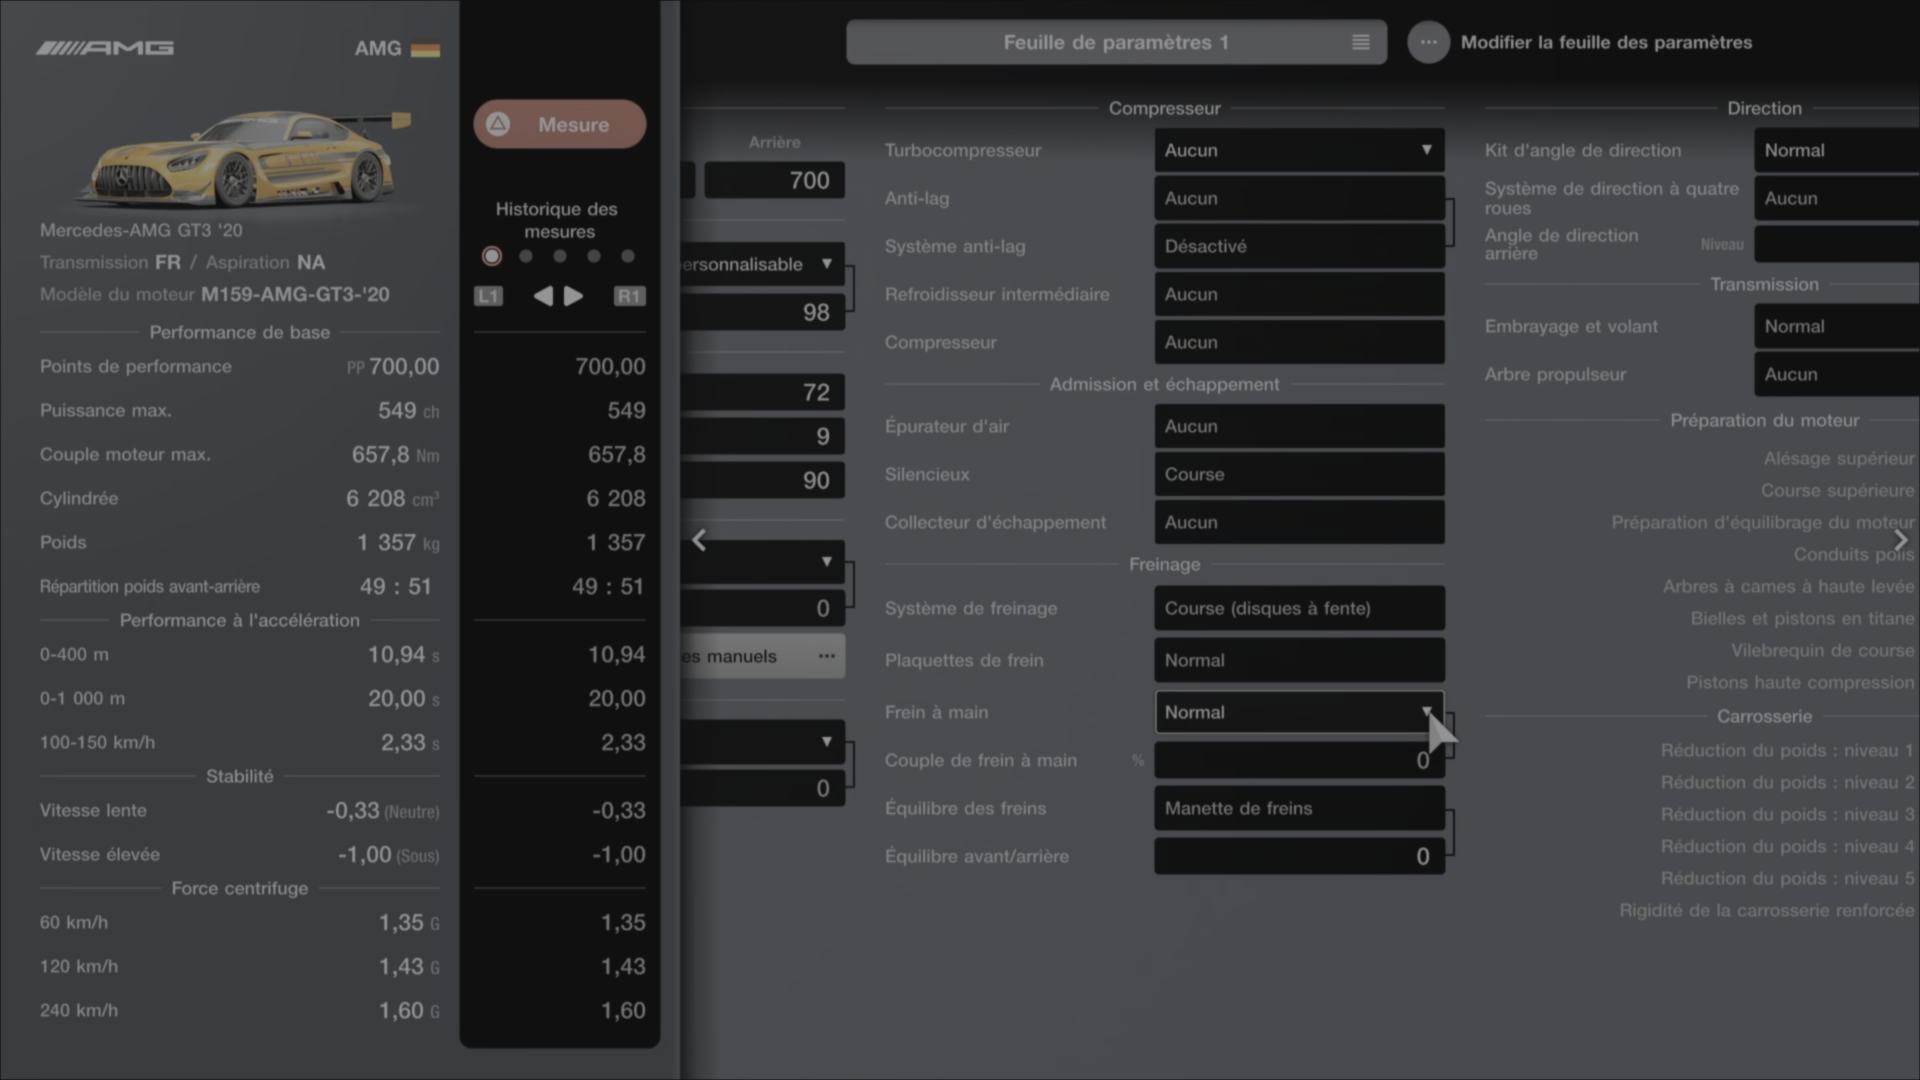 AMG
AMG
Mercedes-AMG GT3 '20
Transmission FR / Aspiration NA
Modèle du moteur M159-AMG-GT3-'20
Performance de base
Points de performance PP 700,00
Puissance max. 549 ch
Couple moteur max. 657,8 Nm
Cylindrée 6 208 cm³
Poids 1 357 kg
Répartition poids avant-arrière 49 : 51
Performance à l'accélération
0-400 m 10,94 s
0-1 000 m 20,00 s
100-150 km/h 2,33 s
Stabilité
Vitesse lente -0,33 (Neutre)
Vitesse élevée -1,00 (Sous)
Force centrifuge
60 km/h 1,35 G
120 km/h 1,43 G
240 km/h 1,60 G
Mesure
Historique des
mesures
L1 R1
700,00
549
657,8
6 208
1 357
49 : 51
10,94
20,00
2,33
-0,33
-1,00
1,35
1,43
1,60
Feuille de paramètres 1
Modifier la feuille des paramètres
Arrière
700
ersonnalisable
98
72
9
90
0
es manuels
0
Compresseur
Turbocompresseur Aucun
Anti-lag Aucun
Système anti-lag Désactivé
Refroidisseur intermédiaire Aucun
Compresseur Aucun
Admission et échappement
Épurateur d'air Aucun
Silencieux Course
Collecteur d'échappement Aucun
Freinage
Système de freinage Course (disques à fente)
Plaquettes de frein Normal
Frein à main Normal
Couple de frein à main % 0
Équilibre des freins Manette de freins
Équilibre avant/arrière 0
Direction
Kit d'angle de direction Normal
Système de direction à quatre
roues Aucun
Angle de direction
arrière Niveau
Transmission
Embrayage et volant Normal
Arbre propulseur Aucun
Préparation du moteur
Alésage supérieur
Course supérieure
Préparation d'équilibrage du moteur
Conduits polis
Arbres à cames à haute levée
Bielles et pistons en titane
Vilebrequin de course
Pistons haute compression
Carrosserie
Réduction du poids : niveau 1
Réduction du poids : niveau 2
Réduction du poids : niveau 3
Réduction du poids : niveau 4
Réduction du poids : niveau 5
Rigidité de la carrosserie renforcée